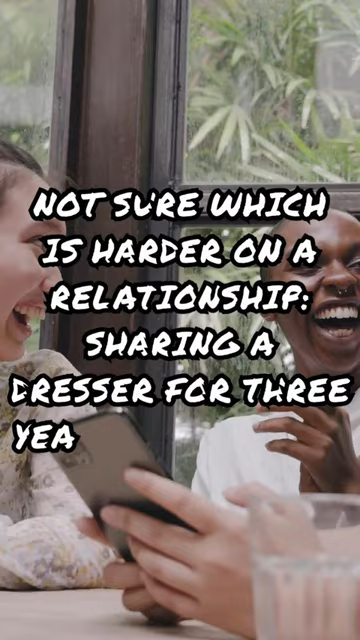 NOT SURE WHICH
IS HARDER ON A
RELATIONSHIP:
SHARING A
DRESSER FOR THREE
YEA